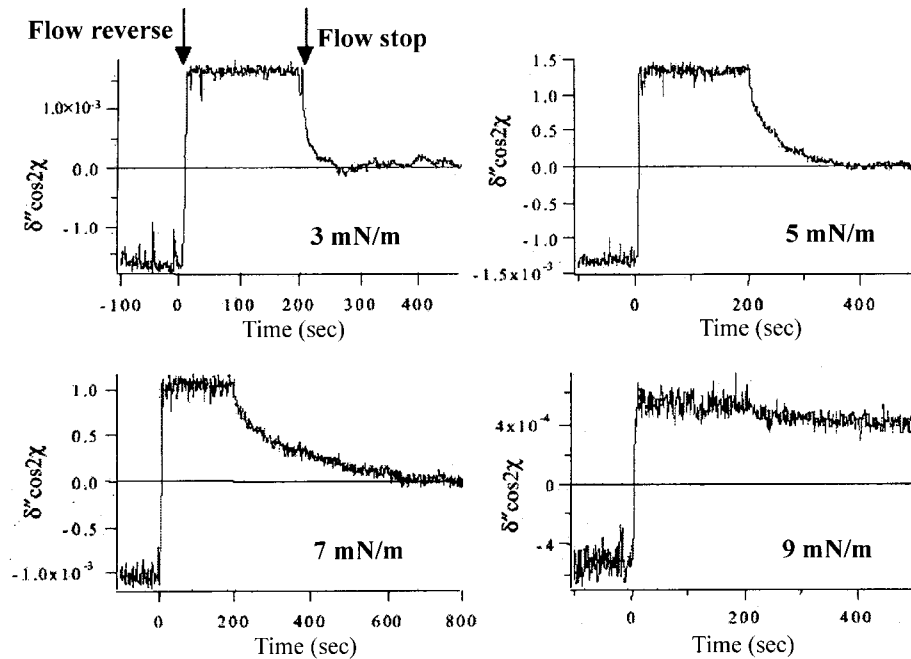 Flow reverse
Flow stop
1.0×10⁻³
0.0
-1.0
δ″cos2χ
3 mN/m
-100 0 100 200 300 400
Time (sec)
1.5
1.0
0.5
0.0
-0.5
-1.0
-1.5×10⁻³
δ″cos2χ
5 mN/m
0 200 400
Time (sec)
1.0
0.5
0.0
-0.5
-1.0×10⁻³
δ″cos2χ
7 mN/m
0 200 400 600 800
Time (sec)
4×10⁻⁴
0
-4
δ″cos2χ
9 mN/m
0 200 400
Time (sec)